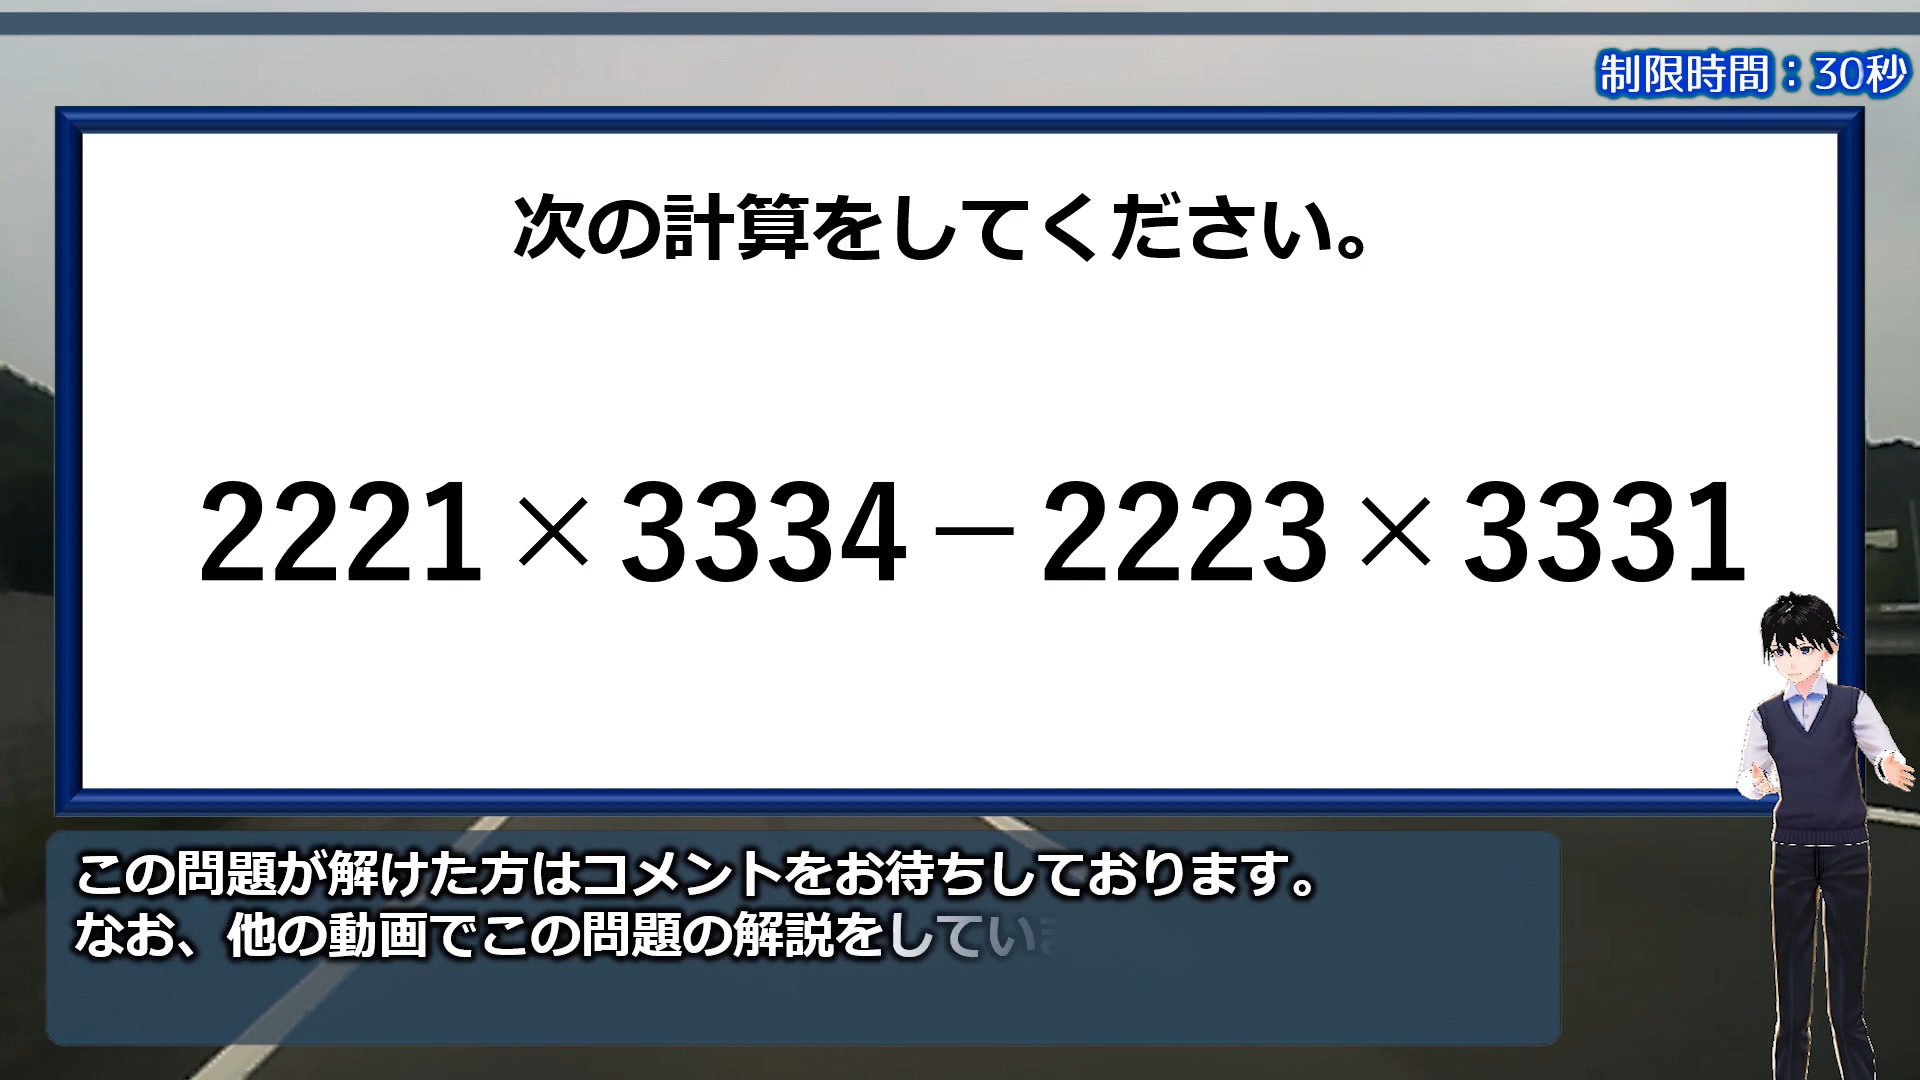 制限時間：30秒
次の計算をしてください。
2221×3334－2223×3331
この問題が解けた方はコメントをお待ちしております。
なお、他の動画でこの問題の解説をしてい